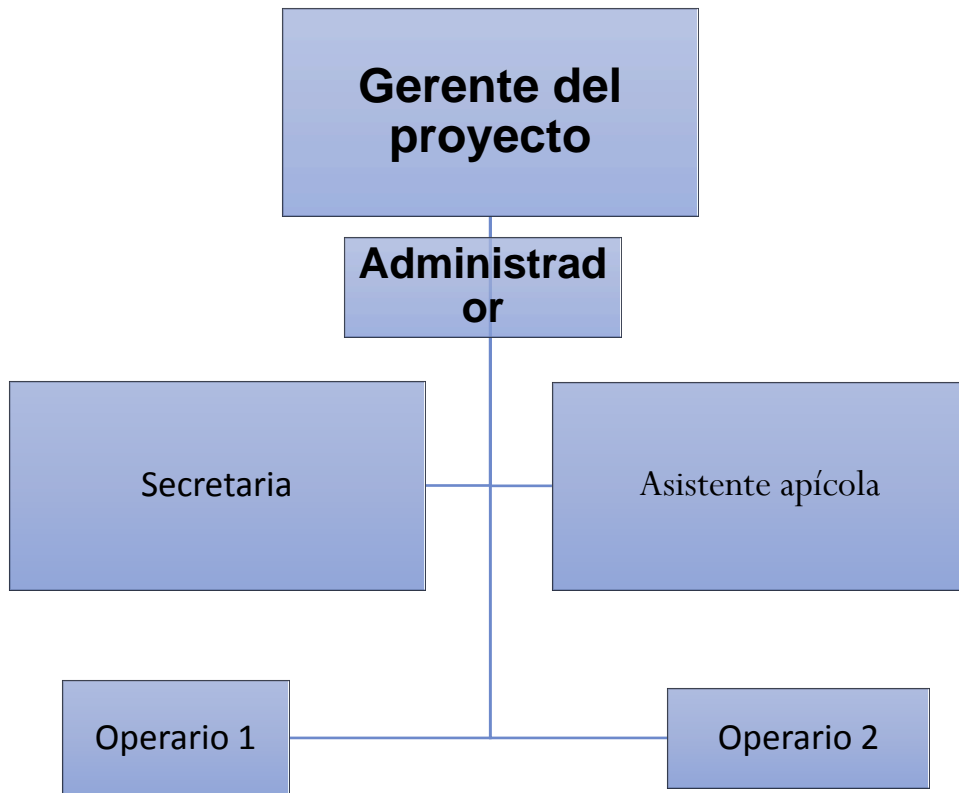 Gerente del
proyecto
Administrad
or
Secretaria
Asistente apícola
Operario 1
Operario 2